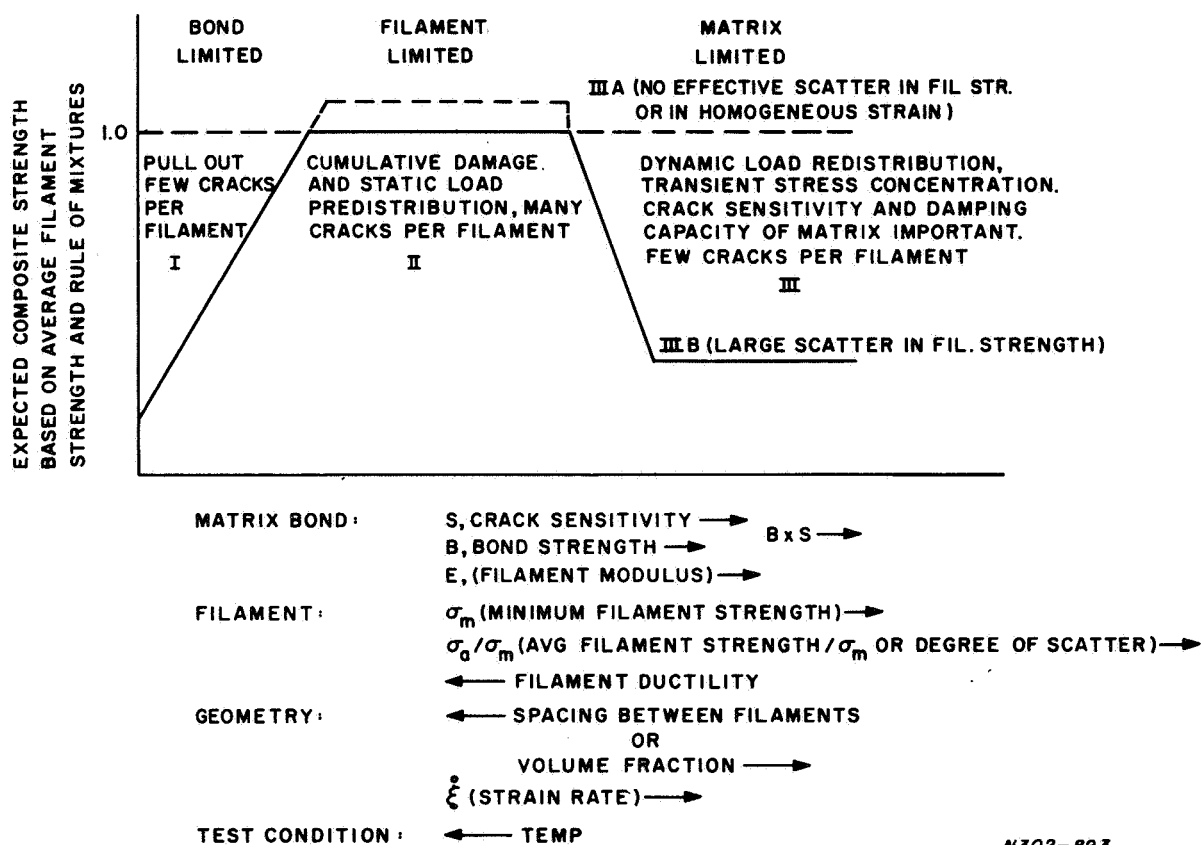 BOND
LIMITED
FILAMENT
LIMITED
MATRIX
LIMITED
III A (NO EFFECTIVE SCATTER IN FIL STR.
OR IN HOMOGENEOUS STRAIN)
EXPECTED COMPOSITE STRENGTH
BASED ON AVERAGE FILAMENT
STRENGTH AND RULE OF MIXTURES
1.0
PULL OUT
FEW CRACKS
PER
FILAMENT
I
CUMULATIVE DAMAGE.
AND STATIC LOAD
PREDISTRIBUTION, MANY
CRACKS PER FILAMENT
II
DYNAMIC LOAD REDISTRIBUTION,
TRANSIENT STRESS CONCENTRATION.
CRACK SENSITIVITY AND DAMPING
CAPACITY OF MATRIX IMPORTANT.
FEW CRACKS PER FILAMENT
III
III B (LARGE SCATTER IN FIL. STRENGTH)
MATRIX BOND: S, CRACK SENSITIVITY →
B x S →
B, BOND STRENGTH →
E, (FILAMENT MODULUS) →
FILAMENT: σm (MINIMUM FILAMENT STRENGTH) →
σa/σm (AVG FILAMENT STRENGTH/σm OR DEGREE OF SCATTER) →
← FILAMENT DUCTILITY
GEOMETRY: ← SPACING BETWEEN FILAMENTS
OR
VOLUME FRACTION →
ξ̇ (STRAIN RATE) →
TEST CONDITION: ← TEMP